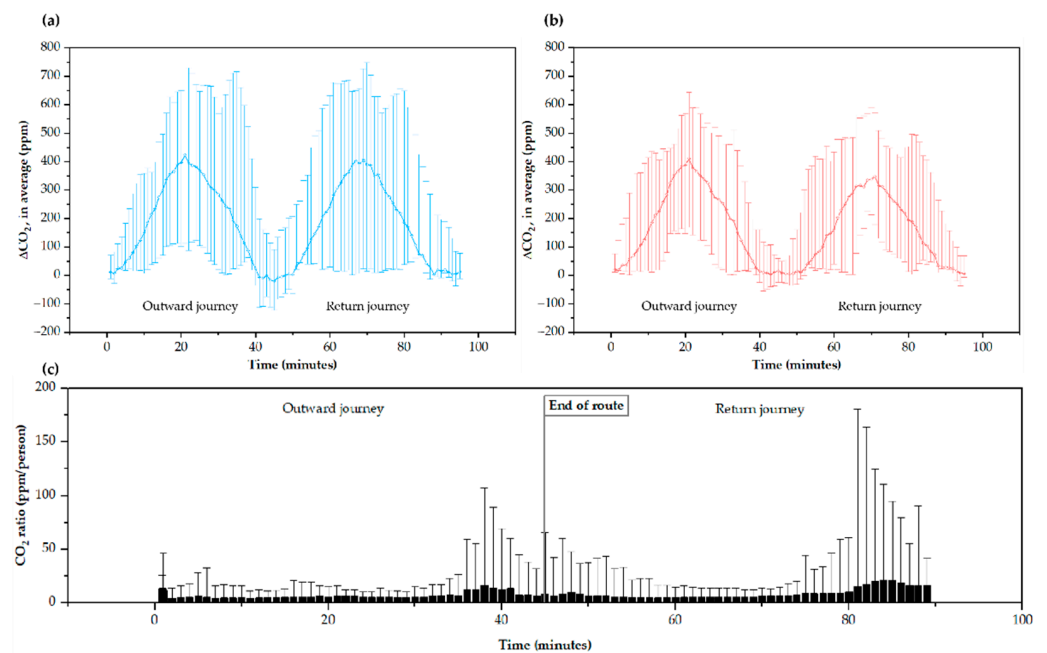 (a)
800
700
600
500
400
300
200
100
0
−100
−200
ΔCO2, in average (ppm)
Outward journey
Return journey
0
20
40
60
80
100
Time (minutes)
(b)
800
700
600
500
400
300
200
100
0
−100
−200
ΔCO2, in average (ppm)
Outward journey
Return journey
0
20
40
60
80
100
Time (minutes)
(c)
200
150
100
50
0
CO2 ratio (ppm/person)
Outward journey
End of route
Return journey
0
20
40
60
80
100
Time (minutes)